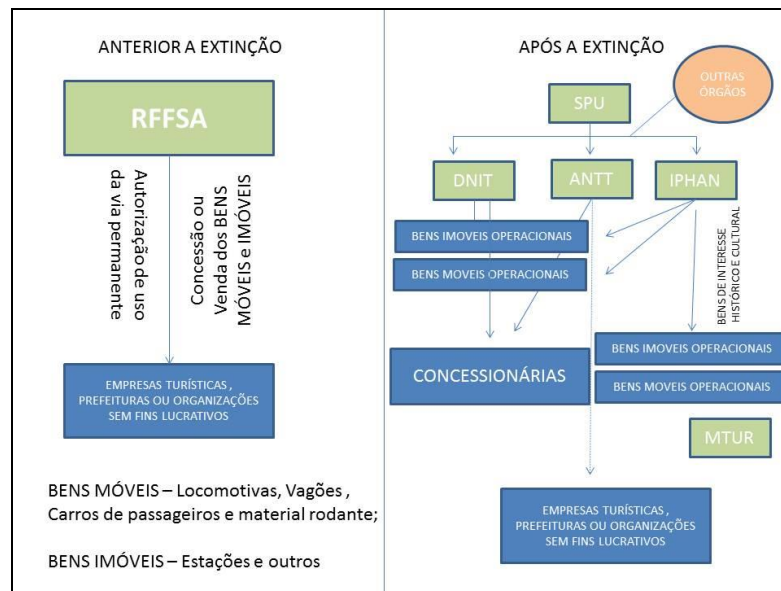 ANTERIOR A EXTINÇÃO
RFFSA
Autorização de uso
da via permanente
Concessão ou
Venda dos BENS
MÓVEIS e IMÓVEIS
EMPRESAS TURÍSTICAS ,
PREFEITURAS OU ORGANIZAÇÕES
SEM FINS LUCRATIVOS
BENS MÓVEIS – Locomotivas, Vagões ,
Carros de passageiros e material rodante;
BENS IMÓVEIS – Estações e outros
APÓS A EXTINÇÃO
OUTRAS
ÓRGÃOS
SPU
DNIT
ANTT
IPHAN
BENS IMOVEIS OPERACIONAIS
BENS MOVEIS OPERACIONAIS
BENS DE INTERESSE
HISTÓRICO E CULTURAL
CONCESSIONÁRIAS
BENS IMOVEIS OPERACIONAIS
BENS MOVEIS OPERACIONAIS
MTUR
EMPRESAS TURÍSTICAS ,
PREFEITURAS OU ORGANIZAÇÕES
SEM FINS LUCRATIVOS